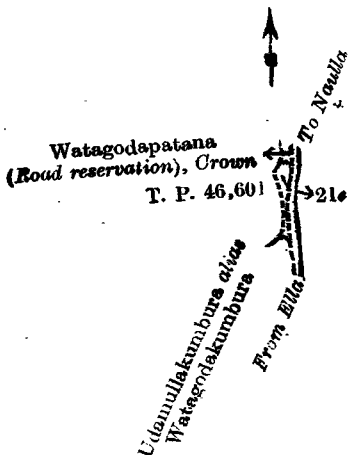 To Naulla
Watagodapatana
(Road reservation), Crown
T. P. 46,601
21
Udamullakumbura alias
Watagodakumbura
From Ella